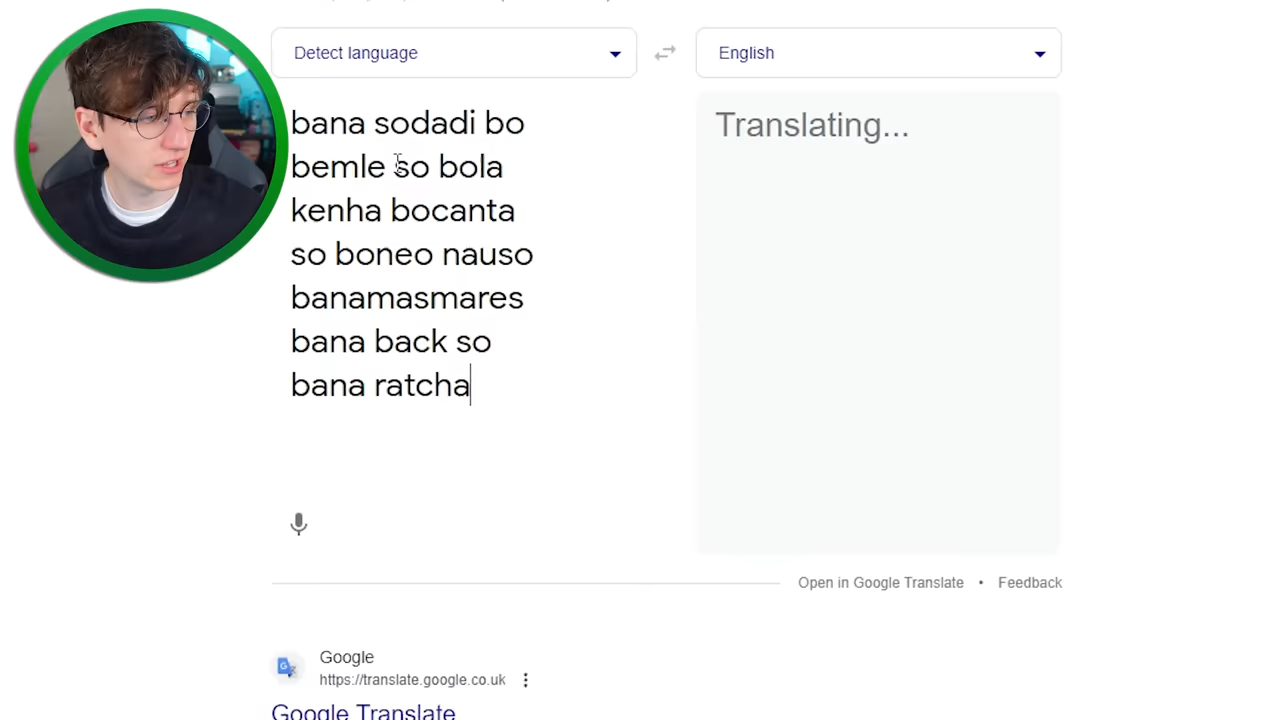 Detect language
English
bana sodadi bo
bemle so bola
kenha bocanta
so boneo nauso
banamasmares
bana back so
bana ratcha
Translating...
Open in Google Translate • Feedback
Google
https://translate.google.co.uk
Google Translate